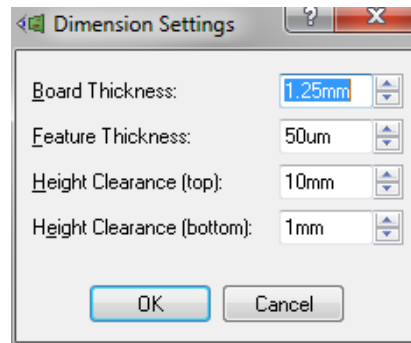 Dimension Settings
Board Thickness: 1.25mm
Feature Thickness: 50um
Height Clearance (top): 10mm
Height Clearance (bottom): 1mm
OK Cancel